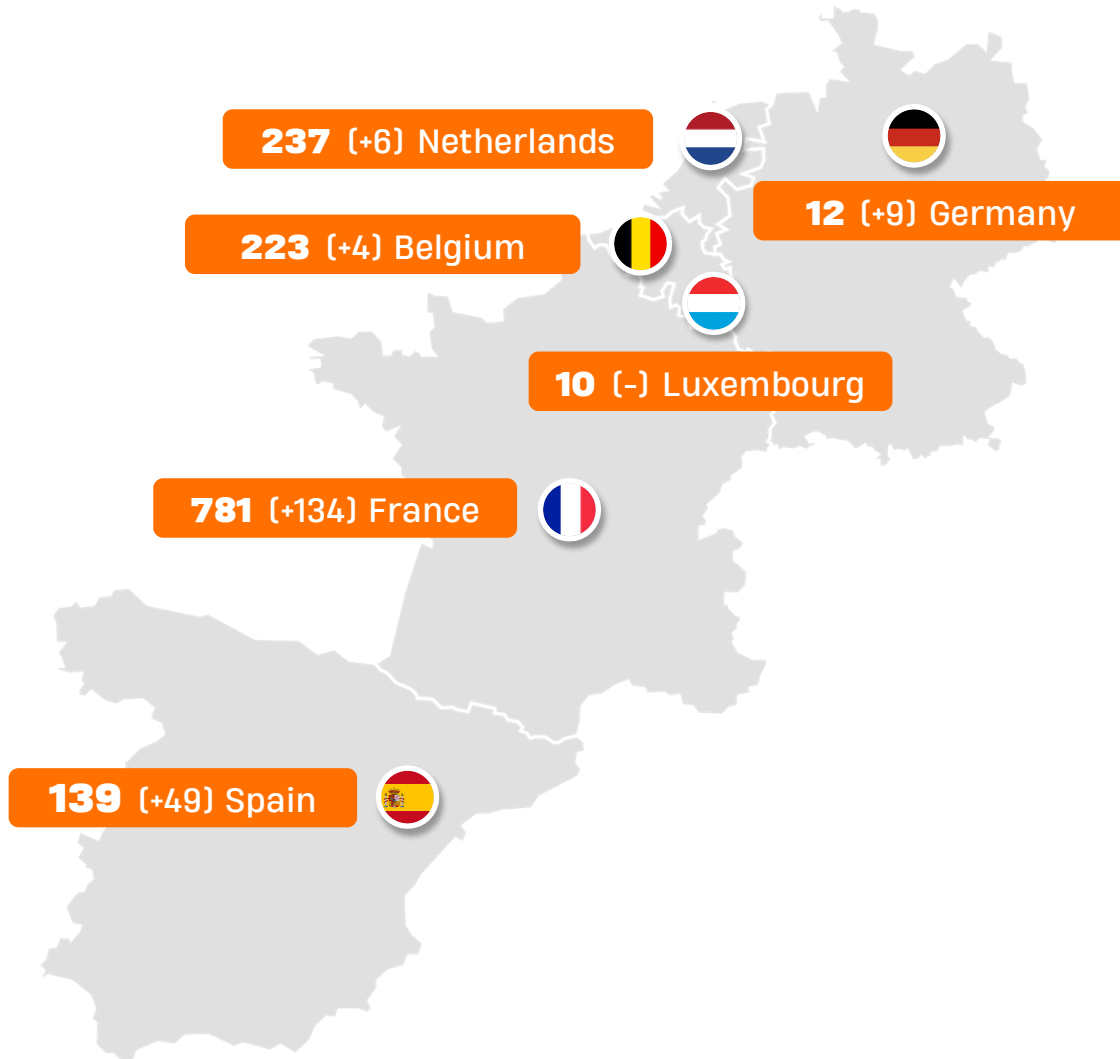 237 (+6) Netherlands
12 (+9) Germany
223 (+4) Belgium
10 (-) Luxembourg
781 (+134) France
139 (+49) Spain